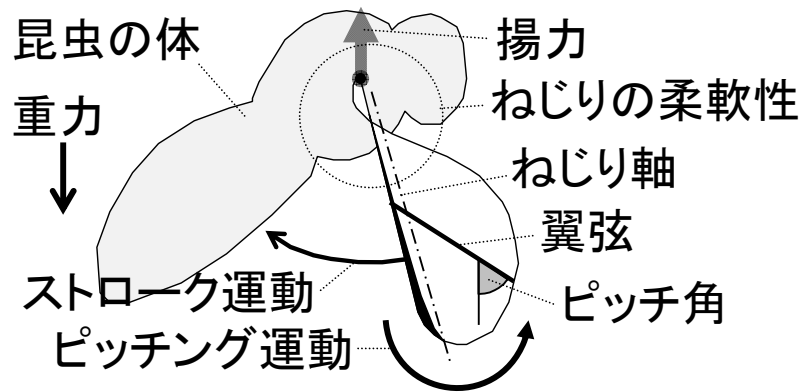 昆虫の体
揚力
重力
ねじりの柔軟性
ねじり軸
翼弦
ストローク運動
ピッチ角
ピッチング運動